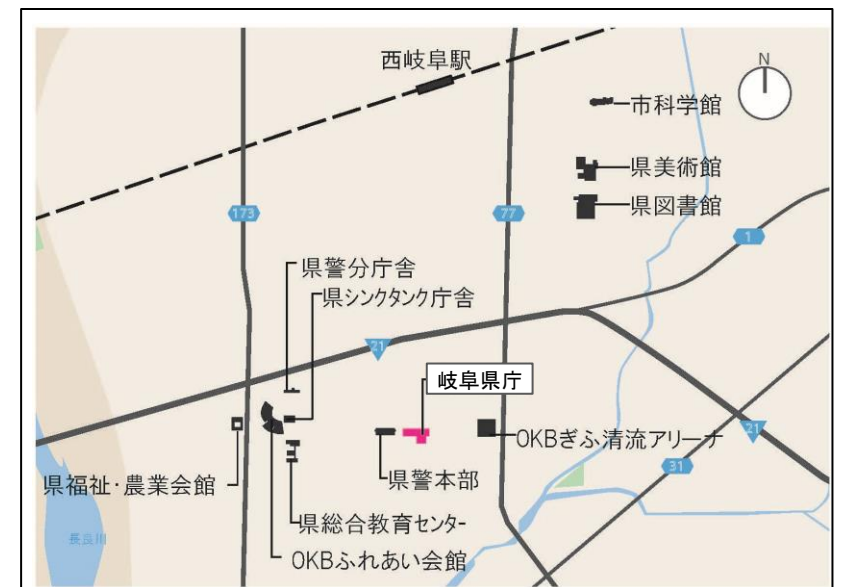 西岐阜駅
N
市科学館
県美術館
県図書館
173
77
1
県警分庁舎
県シンクタンク庁舎
21
岐阜県庁
OKBぎふ清流アリーナ
21
31
県福祉・農業会館
県警本部
県総合教育センター
OKBふれあい会館
長良川